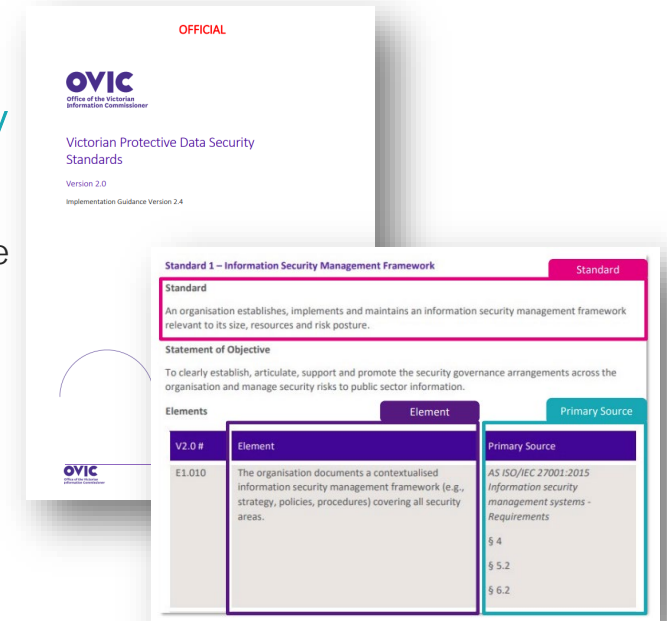 OFFICIAL
OVIC
Office of the Victorian
Information Commissioner
Victorian Protective Data Security
Standards
Version 2.0
Implementation Guidance Version 2.4
y
e
OVIC
Office of the Victorian
Information Commissioner
Standard 1 – Information Security Management Framework
Standard
Standard
An organisation establishes, implements and maintains an information security management framework
relevant to its size, resources and risk posture.
Statement of Objective
To clearly establish, articulate, support and promote the security governance arrangements across the
organisation and manage security risks to public sector information.
Elements
Element
Primary Source
V2.0 #
Element
Primary Source
E1.010
The organisation documents a contextualised
information security management framework (e.g.,
strategy, policies, procedures) covering all security
areas.
AS ISO/IEC 27001:2015
Information security
management systems -
Requirements
§ 4
§ 5.2
§ 6.2